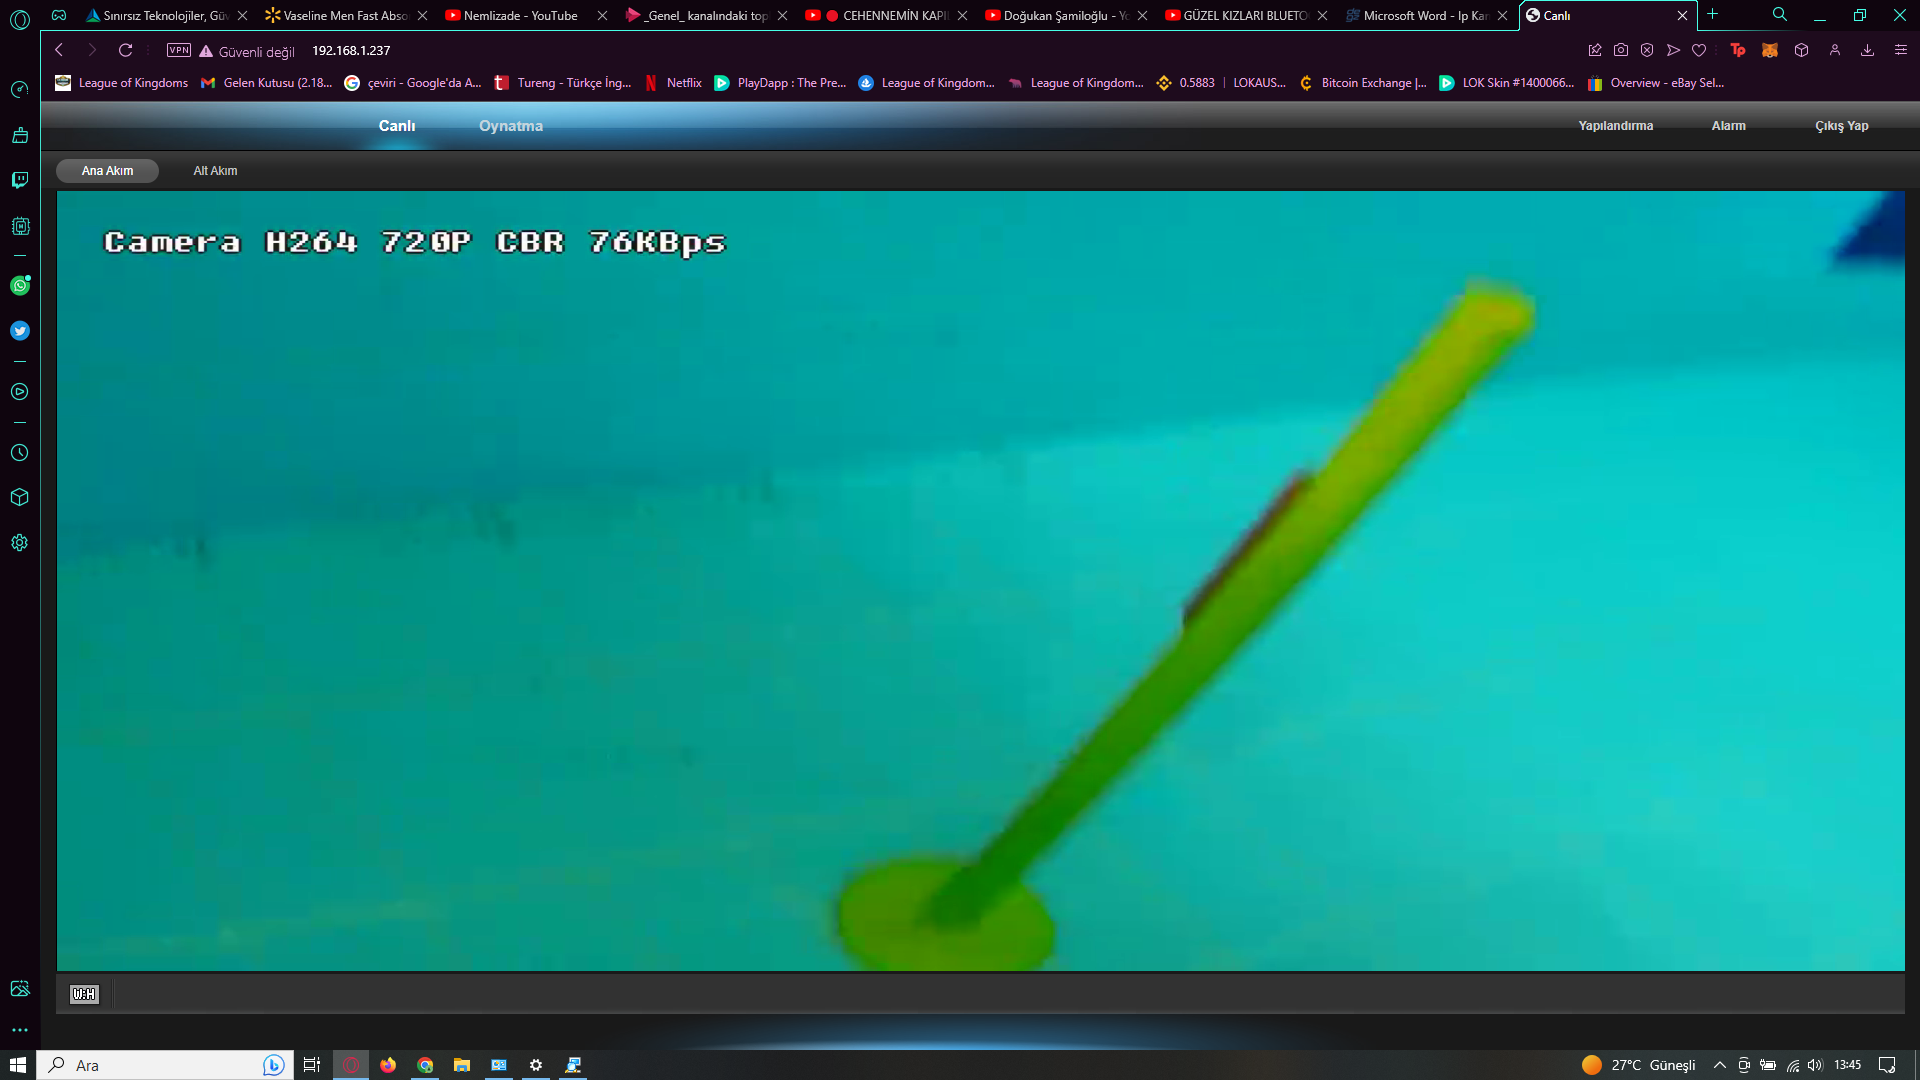 Sınırsız Teknolojiler, Güv
Vaseline Men Fast Abso
Nemlizade - YouTube
_Genel_ kanalındaki top
CEHENNEMİN KAPI
Doğukan Şamiloğlu - Yo
GÜZEL KIZLARI BLUETO
Microsoft Word - Ip Kar
Canlı
VPN
Güvenli değil
192.168.1.237
League of Kingdoms
Gelen Kutusu (2.18...
çeviri - Google'da A...
Tureng - Türkçe İng...
Netflix
PlayDapp : The Pre...
League of Kingdom...
League of Kingdom...
0.5883 | LOKAUS...
Bitcoin Exchange |...
LOK Skin #1400066...
Overview - eBay Sel...
Canlı
Oynatma
Yapılandırma
Alarm
Çıkış Yap
Ana Akım
Alt Akım
Camera H264 720P CBR 76KBps
W:H
Ara
27°C Güneşli
13:45